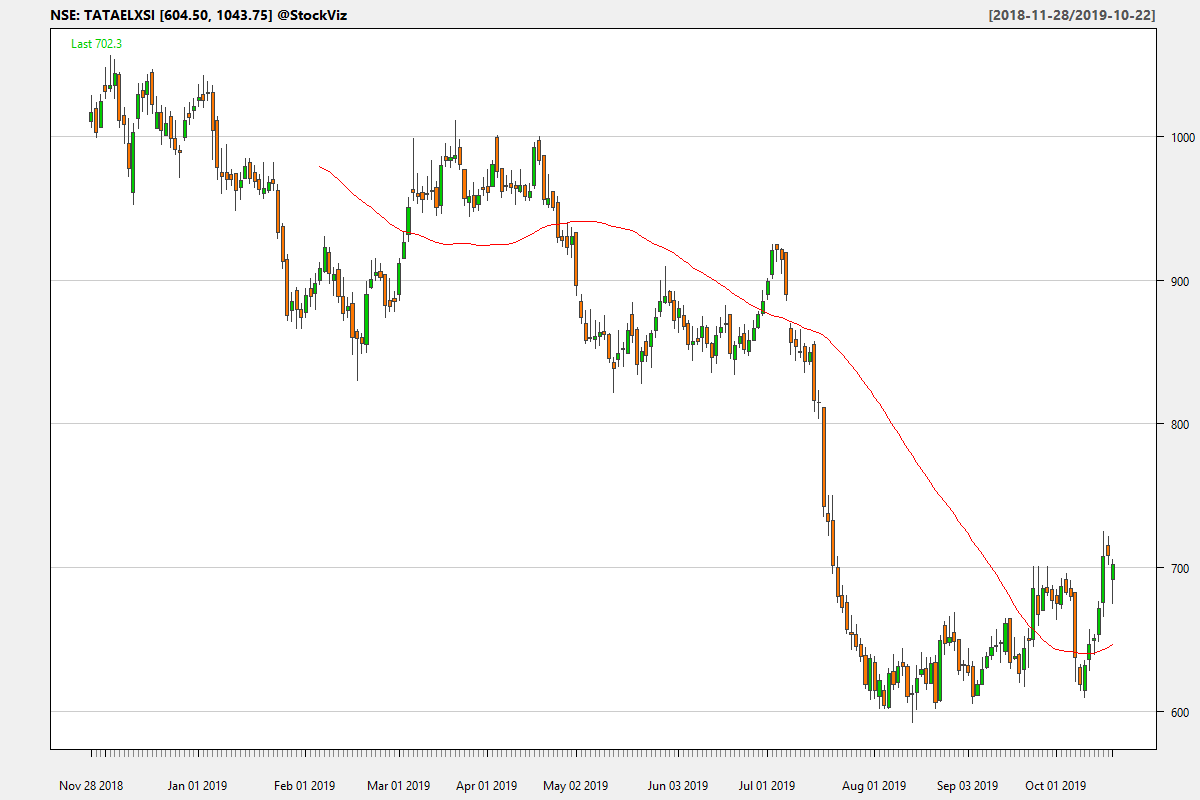 NSE: TATAELXSI [604.50, 1043.75] @StockViz [2018-11-28/2019-10-22]
Last 702.3
1000
900
800
700
600
Nov 28 2018 Jan 01 2019 Feb 01 2019 Mar 01 2019 Apr 01 2019 May 02 2019 Jun 03 2019 Jul 01 2019 Aug 01 2019 Sep 03 2019 Oct 01 2019